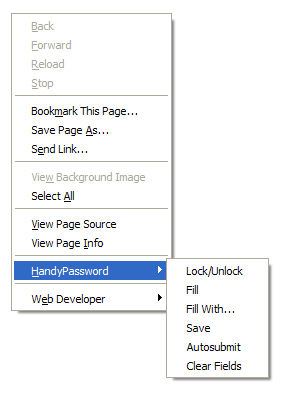 Back
Forward
Reload
Stop
Bookmark This Page...
Save Page As...
Send Link...
View Background Image
Select All
View Page Source
View Page Info
HandyPassword
Web Developer
Lock/Unlock
Fill
Fill With...
Save
Autosubmit
Clear Fields